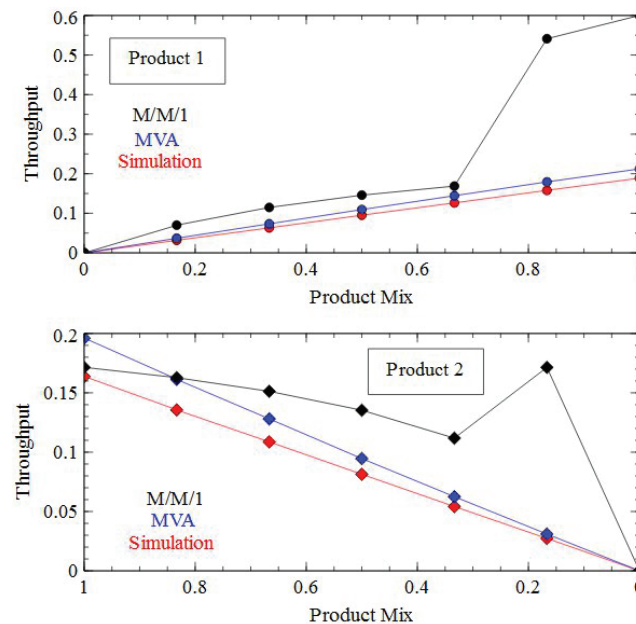 0.6
0.5
0.4
0.3
0.2
0.1
0
Throughput
Product 1
M/M/1
MVA
Simulation
0 0.2 0.4 0.6 0.8
Product Mix
0.2
0.15
0.1
0.05
0
Throughput
Product 2
M/M/1
MVA
Simulation
1 0.8 0.6 0.4 0.2
Product Mix